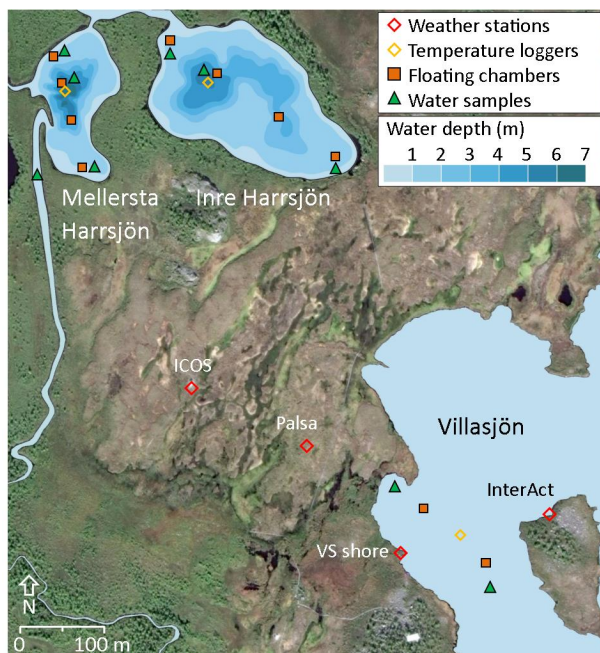 Weather stations
Temperature loggers
Floating chambers
Water samples
Water depth (m)
1 2 3 4 5 6 7
Mellersta
Harrsjön
Inre Harrsjön
ICOS
Palsa
Villasjön
InterAct
VS shore
N
0 100 m